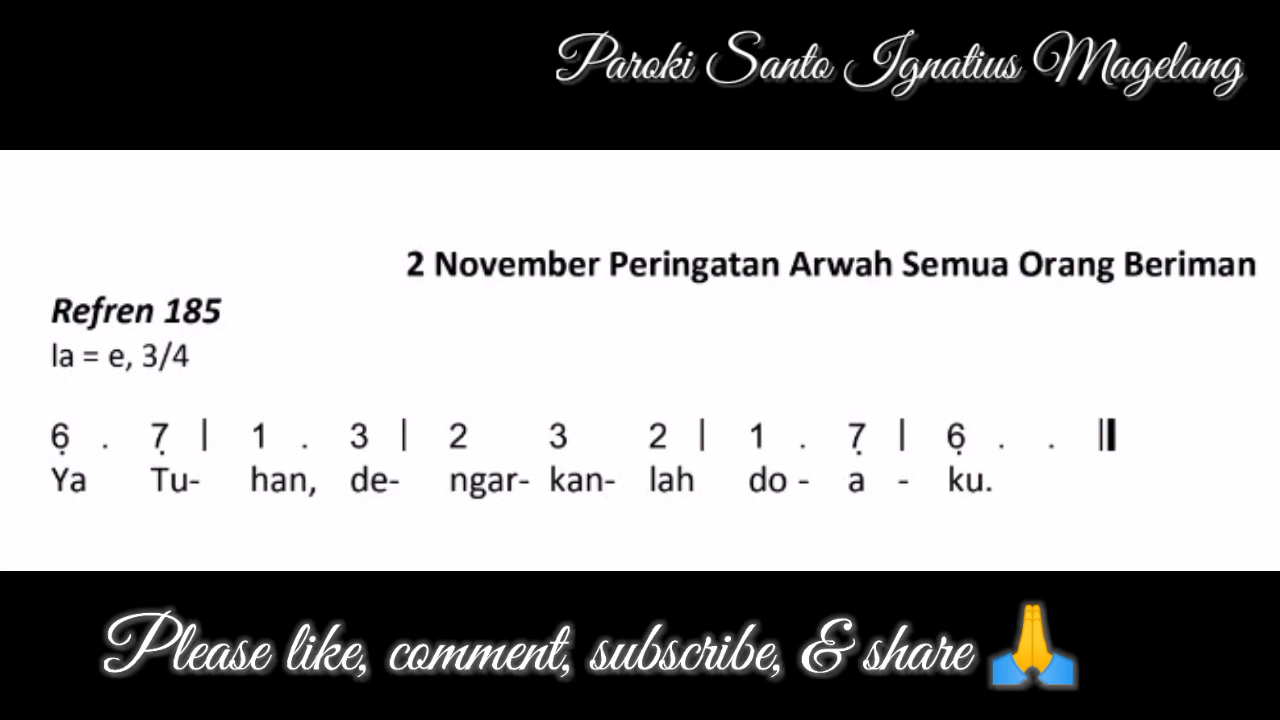 Paroki Santo Ignatius Magelang
2 November Peringatan Arwah Semua Orang Beriman
Refren 185
la = e, 3/4
6̣ . 7̣ | 1 . 3 | 2 3 2 | 1 . 7̣ | 6̣ . . ||
Ya Tu- han, de- ngar- kan- lah do - a - ku.
Please like, comment, subscribe, & share 🙏